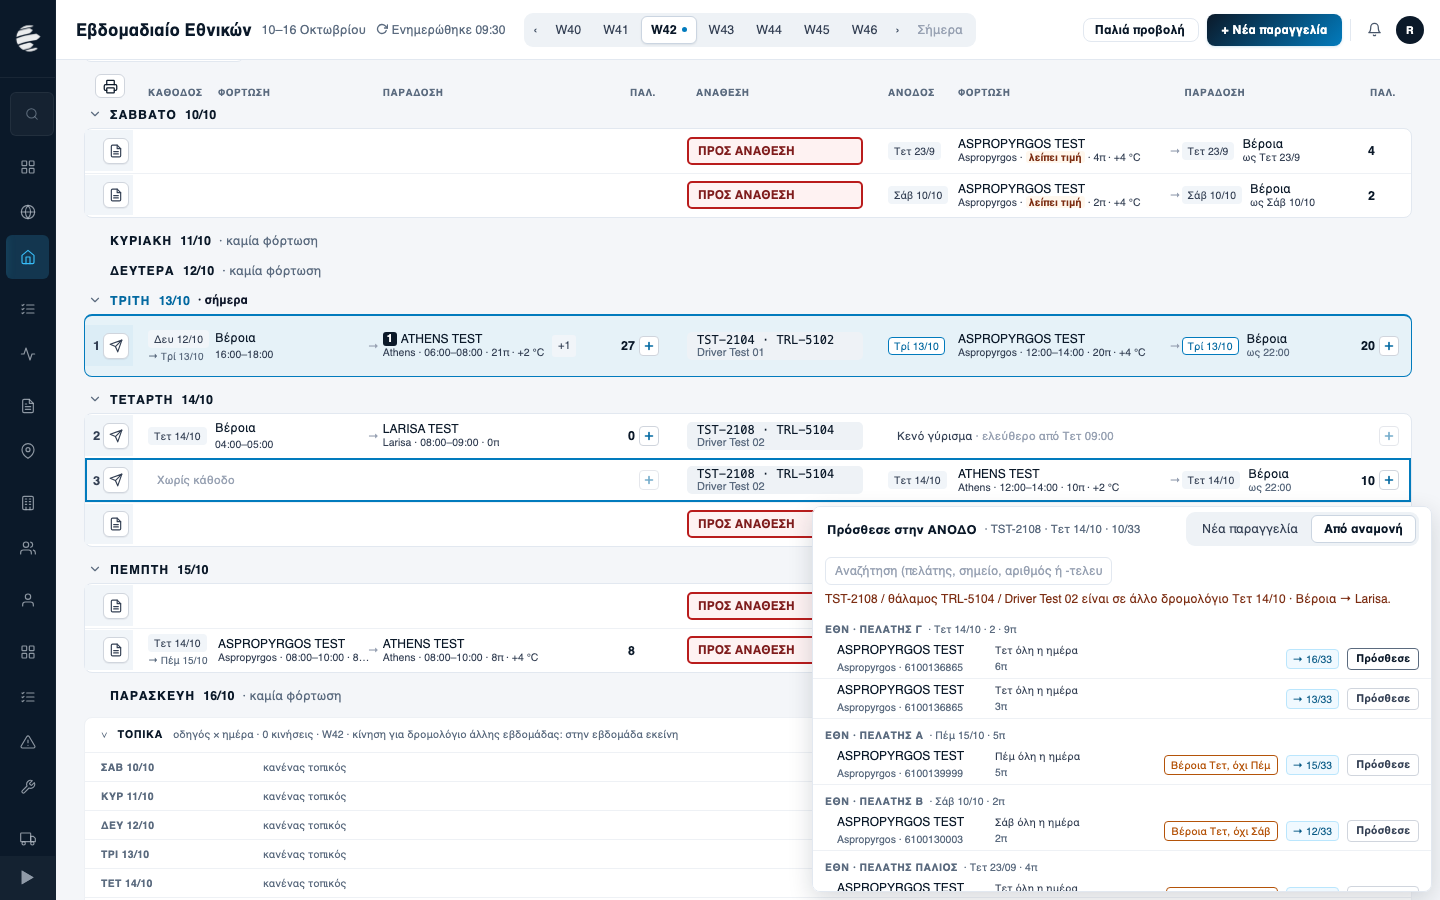 Εβδομαδιαίο Εθνικών 10–16 Οκτωβρίου Ενημερώθηκε 09:30 ‹ W40 W41 W42 W43 W44 W45 W46 › Σήμερα Παλιά προβολή + Νέα παραγγελία R
ΚΑΘΟΔΟΣ ΦΟΡΤΩΣΗ ΠΑΡΑΔΟΣΗ ΠΑΛ. ΑΝΑΘΕΣΗ ΑΝΟΔΟΣ ΦΟΡΤΩΣΗ ΠΑΡΑΔΟΣΗ ΠΑΛ.
ΣΑΒΒΑΤΟ 10/10
ΠΡΟΣ ΑΝΑΘΕΣΗ Τετ 23/9 ASPROPYRGOS TEST → Τετ 23/9 Βέροια 4
Aspropyrgos · λείπει τιμή · 4π · +4 °C ως Τετ 23/9
ΠΡΟΣ ΑΝΑΘΕΣΗ Σάβ 10/10 ASPROPYRGOS TEST → Σάβ 10/10 Βέροια 2
Aspropyrgos · λείπει τιμή · 2π · +4 °C ως Σάβ 10/10
ΚΥΡΙΑΚΗ 11/10 · καμία φόρτωση
ΔΕΥΤΕΡΑ 12/10 · καμία φόρτωση
ΤΡΙΤΗ 13/10 · σήμερα
1 Δευ 12/10 Βέροια → 1 ATHENS TEST +1 27 + TST-2104 · TRL-5102 Τρί 13/10 ASPROPYRGOS TEST → Τρί 13/10 Βέροια 20 +
→ Τρί 13/10 16:00–18:00 Athens · 06:00–08:00 · 21π · +2 °C Driver Test 01 Aspropyrgos · 12:00–14:00 · 20π · +4 °C ως 22:00
ΤΕΤΑΡΤΗ 14/10
2 Τετ 14/10 Βέροια → LARISA TEST 0 + TST-2108 · TRL-5104 Κενό γύρισμα · ελεύθερο από Τετ 09:00 +
04:00–05:00 Larisa · 08:00–09:00 · 0π Driver Test 02
3 Χωρίς κάθοδο + TST-2108 · TRL-5104 Τετ 14/10 ATHENS TEST → Τετ 14/10 Βέροια 10 +
Driver Test 02 Athens · 12:00–14:00 · 10π · +2 °C ως 22:00
ΠΡΟΣ ΑΝΑΘΕΣΗ
ΠΕΜΠΤΗ 15/10
ΠΡΟΣ ΑΝΑΘΕΣΗ
Τετ 14/10 ASPROPYRGOS TEST → ATHENS TEST 8 ΠΡΟΣ ΑΝΑΘΕΣΗ
→ Πέμ 15/10 Aspropyrgos · 08:00–10:00 · 8... Athens · 08:00–10:00 · 8π · +4 °C
ΠΑΡΑΣΚΕΥΗ 16/10 · καμία φόρτωση
ΤΟΠΙΚΑ οδηγός × ημέρα · 0 κινήσεις · W42 · κίνηση για δρομολόγιο άλλης εβδομάδας: στην εβδομάδα εκείνη
ΣΑΒ 10/10 κανένας τοπικός
ΚΥΡ 11/10 κανένας τοπικός
ΔΕΥ 12/10 κανένας τοπικός
ΤΡΙ 13/10 κανένας τοπικός
ΤΕΤ 14/10 κανένας τοπικός
Πρόσθεσε στην ΑΝΟΔΟ · TST-2108 · Τετ 14/10 · 10/33 Νέα παραγγελία Από αναμονή
Αναζήτηση (πελάτης, σημείο, αριθμός ή -τελευ
TST-2108 / θάλαμος TRL-5104 / Driver Test 02 είναι σε άλλο δρομολόγιο Τετ 14/10 · Βέροια → Larisa.
ΕΘΝ · ΠΕΛΑΤΗΣ Γ · Τετ 14/10 · 2 · 9π
ASPROPYRGOS TEST Τετ όλη η ημέρα → 16/33 Πρόσθεσε
Aspropyrgos · 6100136865 6π
ASPROPYRGOS TEST Τετ όλη η ημέρα → 13/33 Πρόσθεσε
Aspropyrgos · 6100136865 3π
ΕΘΝ · ΠΕΛΑΤΗΣ Α · Πέμ 15/10 · 5π
ASPROPYRGOS TEST Πέμ όλη η ημέρα Βέροια Τετ, όχι Πέμ → 15/33 Πρόσθεσε
Aspropyrgos · 6100139999 5π
ΕΘΝ · ΠΕΛΑΤΗΣ Β · Σάβ 10/10 · 2π
ASPROPYRGOS TEST Σάβ όλη η ημέρα Βέροια Τετ, όχι Σάβ → 12/33 Πρόσθεσε
Aspropyrgos · 6100130003 2π
ΕΘΝ · ΠΕΛΑΤΗΣ ΠΑΛΙΟΣ · Τετ 23/09 · 4π
ASPROPYRGOS TEST Τετ όλη η ημέρα